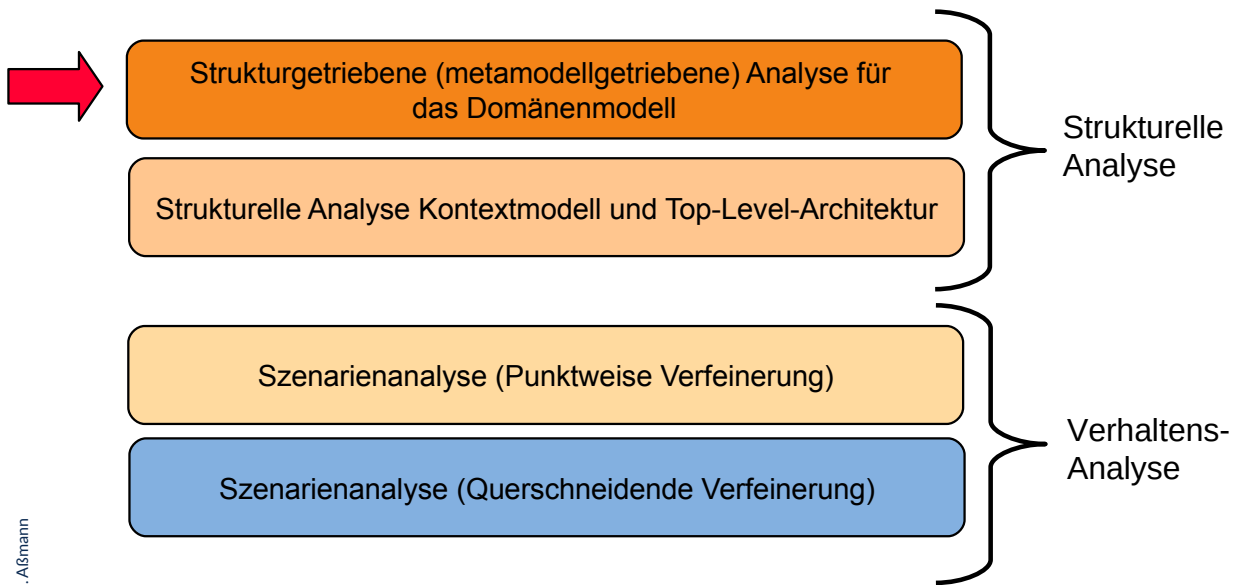 Strukturgetriebene (metamodellgetriebene) Analyse für
das Domänenmodell
Strukturelle Analyse Kontextmodell und Top-Level-Architektur
Strukturelle
Analyse
Szenarienanalyse (Punktweise Verfeinerung)
Szenarienanalyse (Querschneidende Verfeinerung)
Verhaltens-
Analyse
. Aßmann